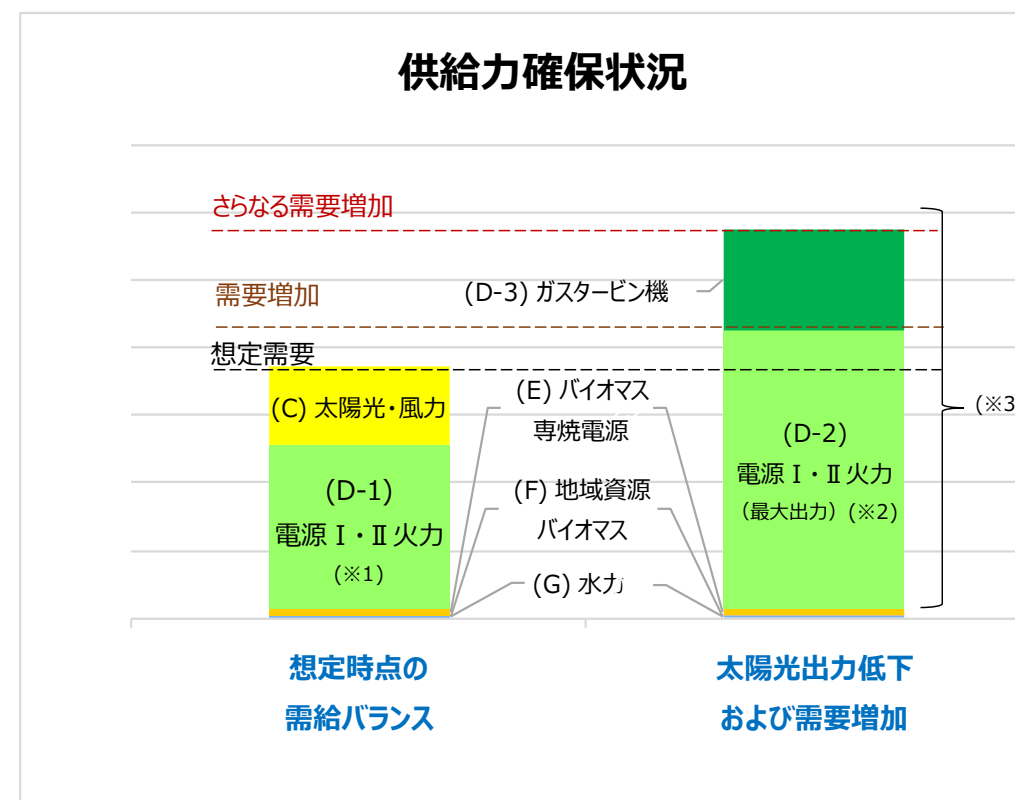 供給力確保状況
さらなる需要増加
需要増加
(D-3) ガスタービン機
想定需要
(C) 太陽光・風力
(E) バイオマス
専焼電源
(※3
(D-1)
電源Ⅰ・Ⅱ火力
(※1)
(F) 地域資源
バイオマス
(D-2)
電源Ⅰ・Ⅱ火力
（最大出力）(※2)
(G) 水力
想定時点の
需給バランス
太陽光出力低下
および需要増加